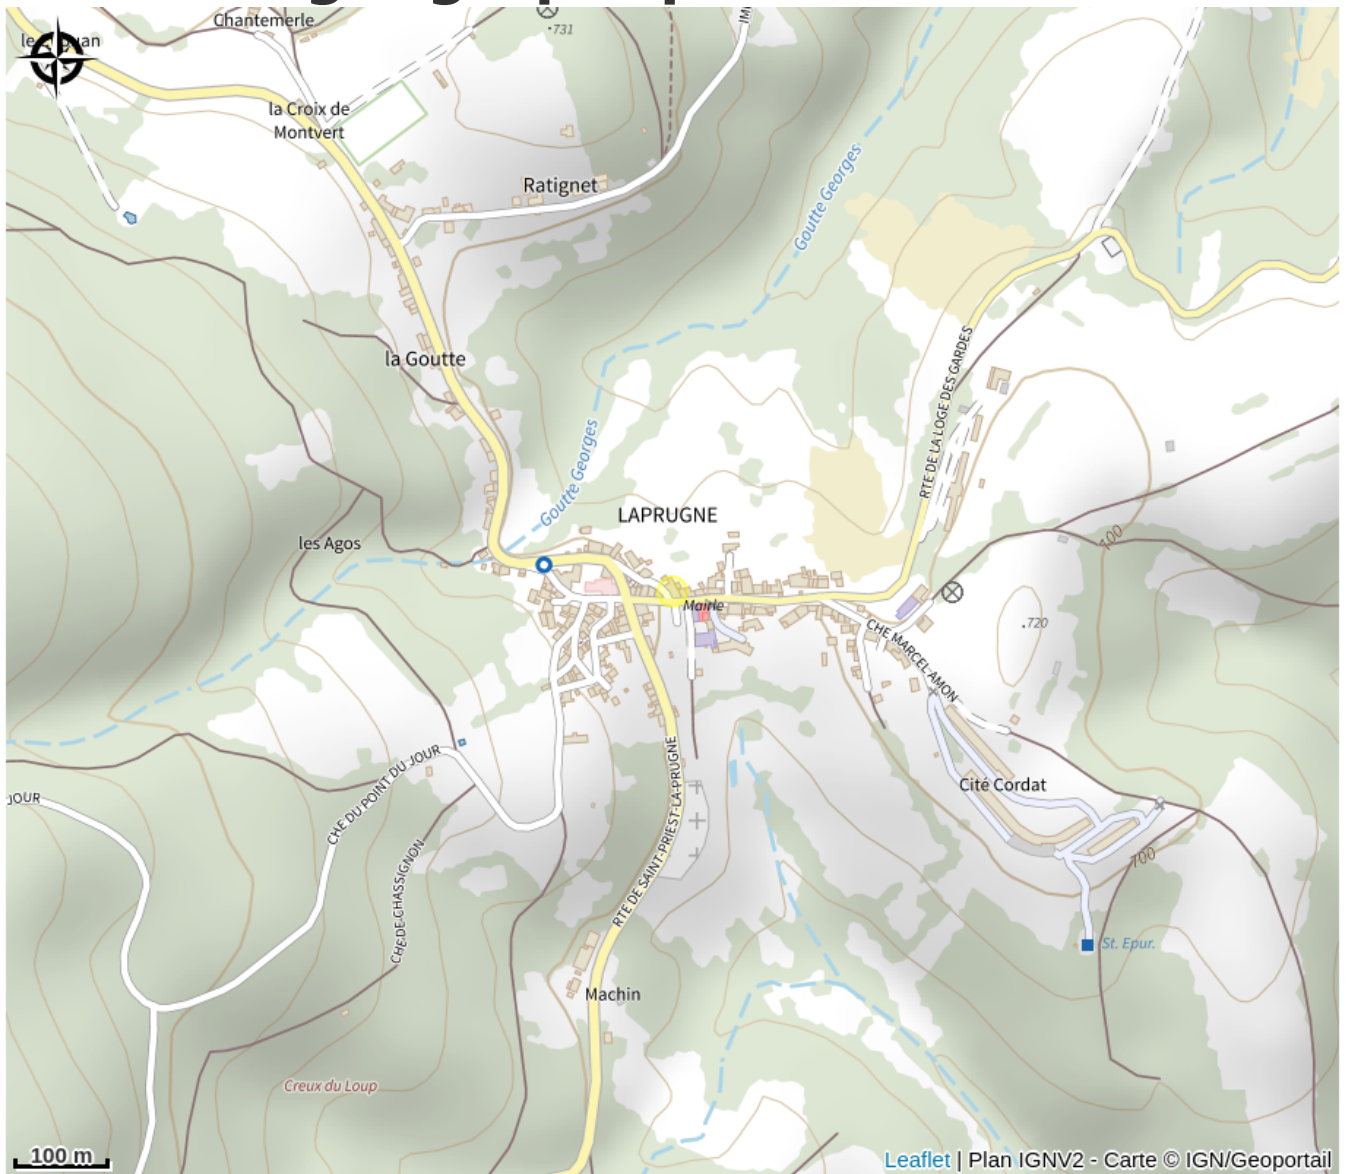 Chantemerle
731
la Croix de
Montvert
Ratignet
Goutte Georges
la Goutte
RTE DE LA LOGE DES GARDES
Goutte Georges
LAPRUGNE
les Agos
700
Mairie
720
CHE MARCEL AMON
CHE DU POINT DU JOUR
JOUR
RTE DE SAINT-PRIEST-LA-PRUGNE
Cité Cordat
700
CHE DE CHASSIGNON
St. Epur.
Machin
Creux du Loup
100 m
Leaflet | Plan IGNV2 - Carte © IGN/Geoportail